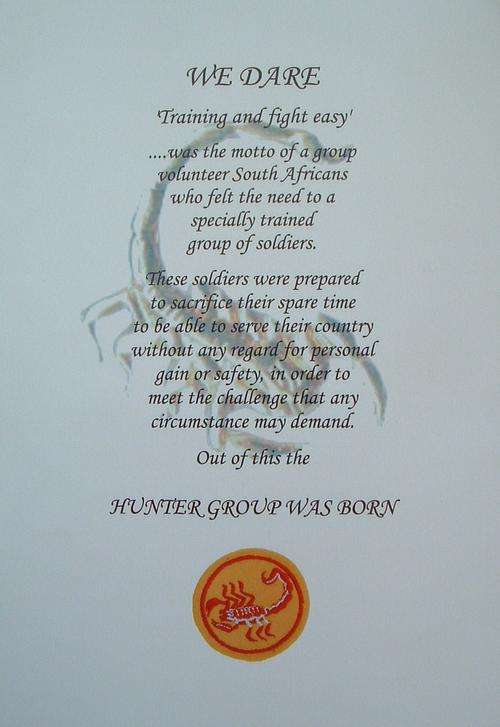 WE DARE
'Training and fight easy'
....was the motto of a group
volunteer South Africans
who felt the need to a
specially trained
group of soldiers.
These soldiers were prepared
to sacrifice their spare time
to be able to serve their country
without any regard for personal
gain or safety, in order to
meet the challenge that any
circumstance may demand.
Out of this the
HUNTER GROUP WAS BORN